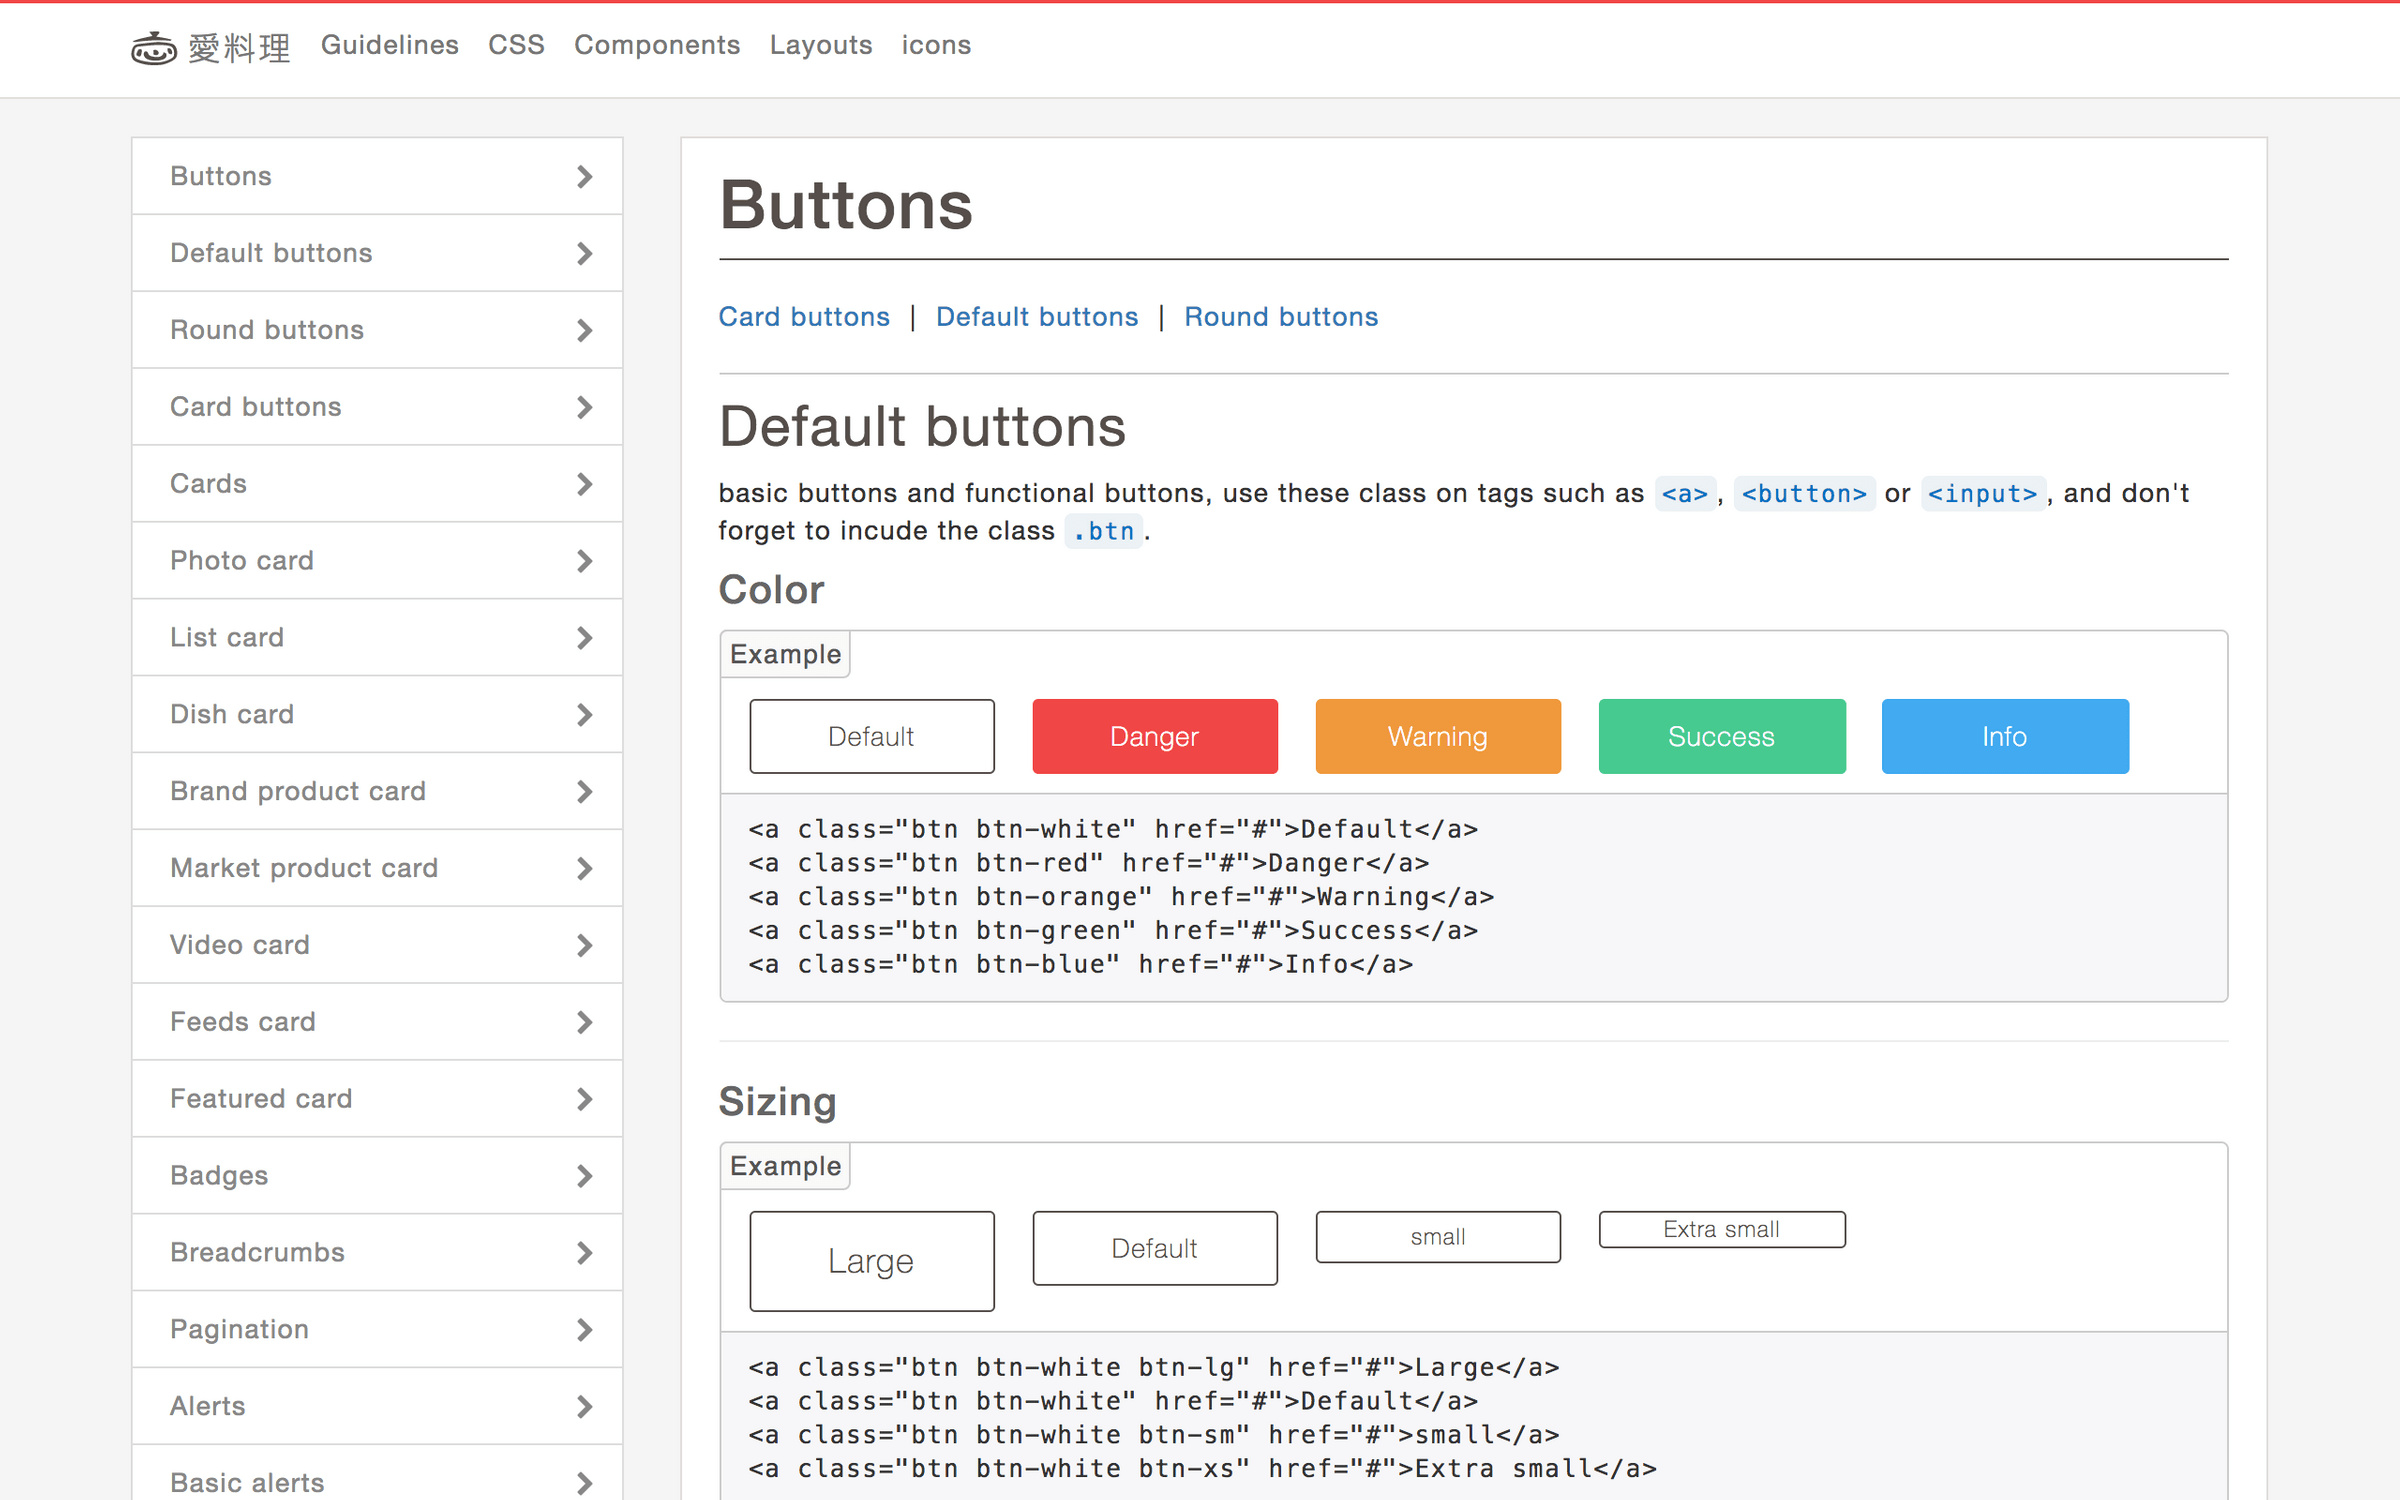 愛料理 Guidelines CSS Components Layouts icons
Buttons
Default buttons
Round buttons
Card buttons
Cards
Photo card
List card
Dish card
Brand product card
Market product card
Video card
Feeds card
Featured card
Badges
Breadcrumbs
Pagination
Alerts
Basic alerts
Buttons
Card buttons | Default buttons | Round buttons
Default buttons
basic buttons and functional buttons, use these class on tags such as <a>, <button> or <input>, and don't
forget to incude the class .btn.
Color
Example
Default Danger Warning Success Info
<a class="btn btn-white" href="#">Default</a>
<a class="btn btn-red" href="#">Danger</a>
<a class="btn btn-orange" href="#">Warning</a>
<a class="btn btn-green" href="#">Success</a>
<a class="btn btn-blue" href="#">Info</a>
Sizing
Example
Large Default small Extra small
<a class="btn btn-white btn-lg" href="#">Large</a>
<a class="btn btn-white" href="#">Default</a>
<a class="btn btn-white btn-sm" href="#">small</a>
<a class="btn btn-white btn-xs" href="#">Extra small</a>